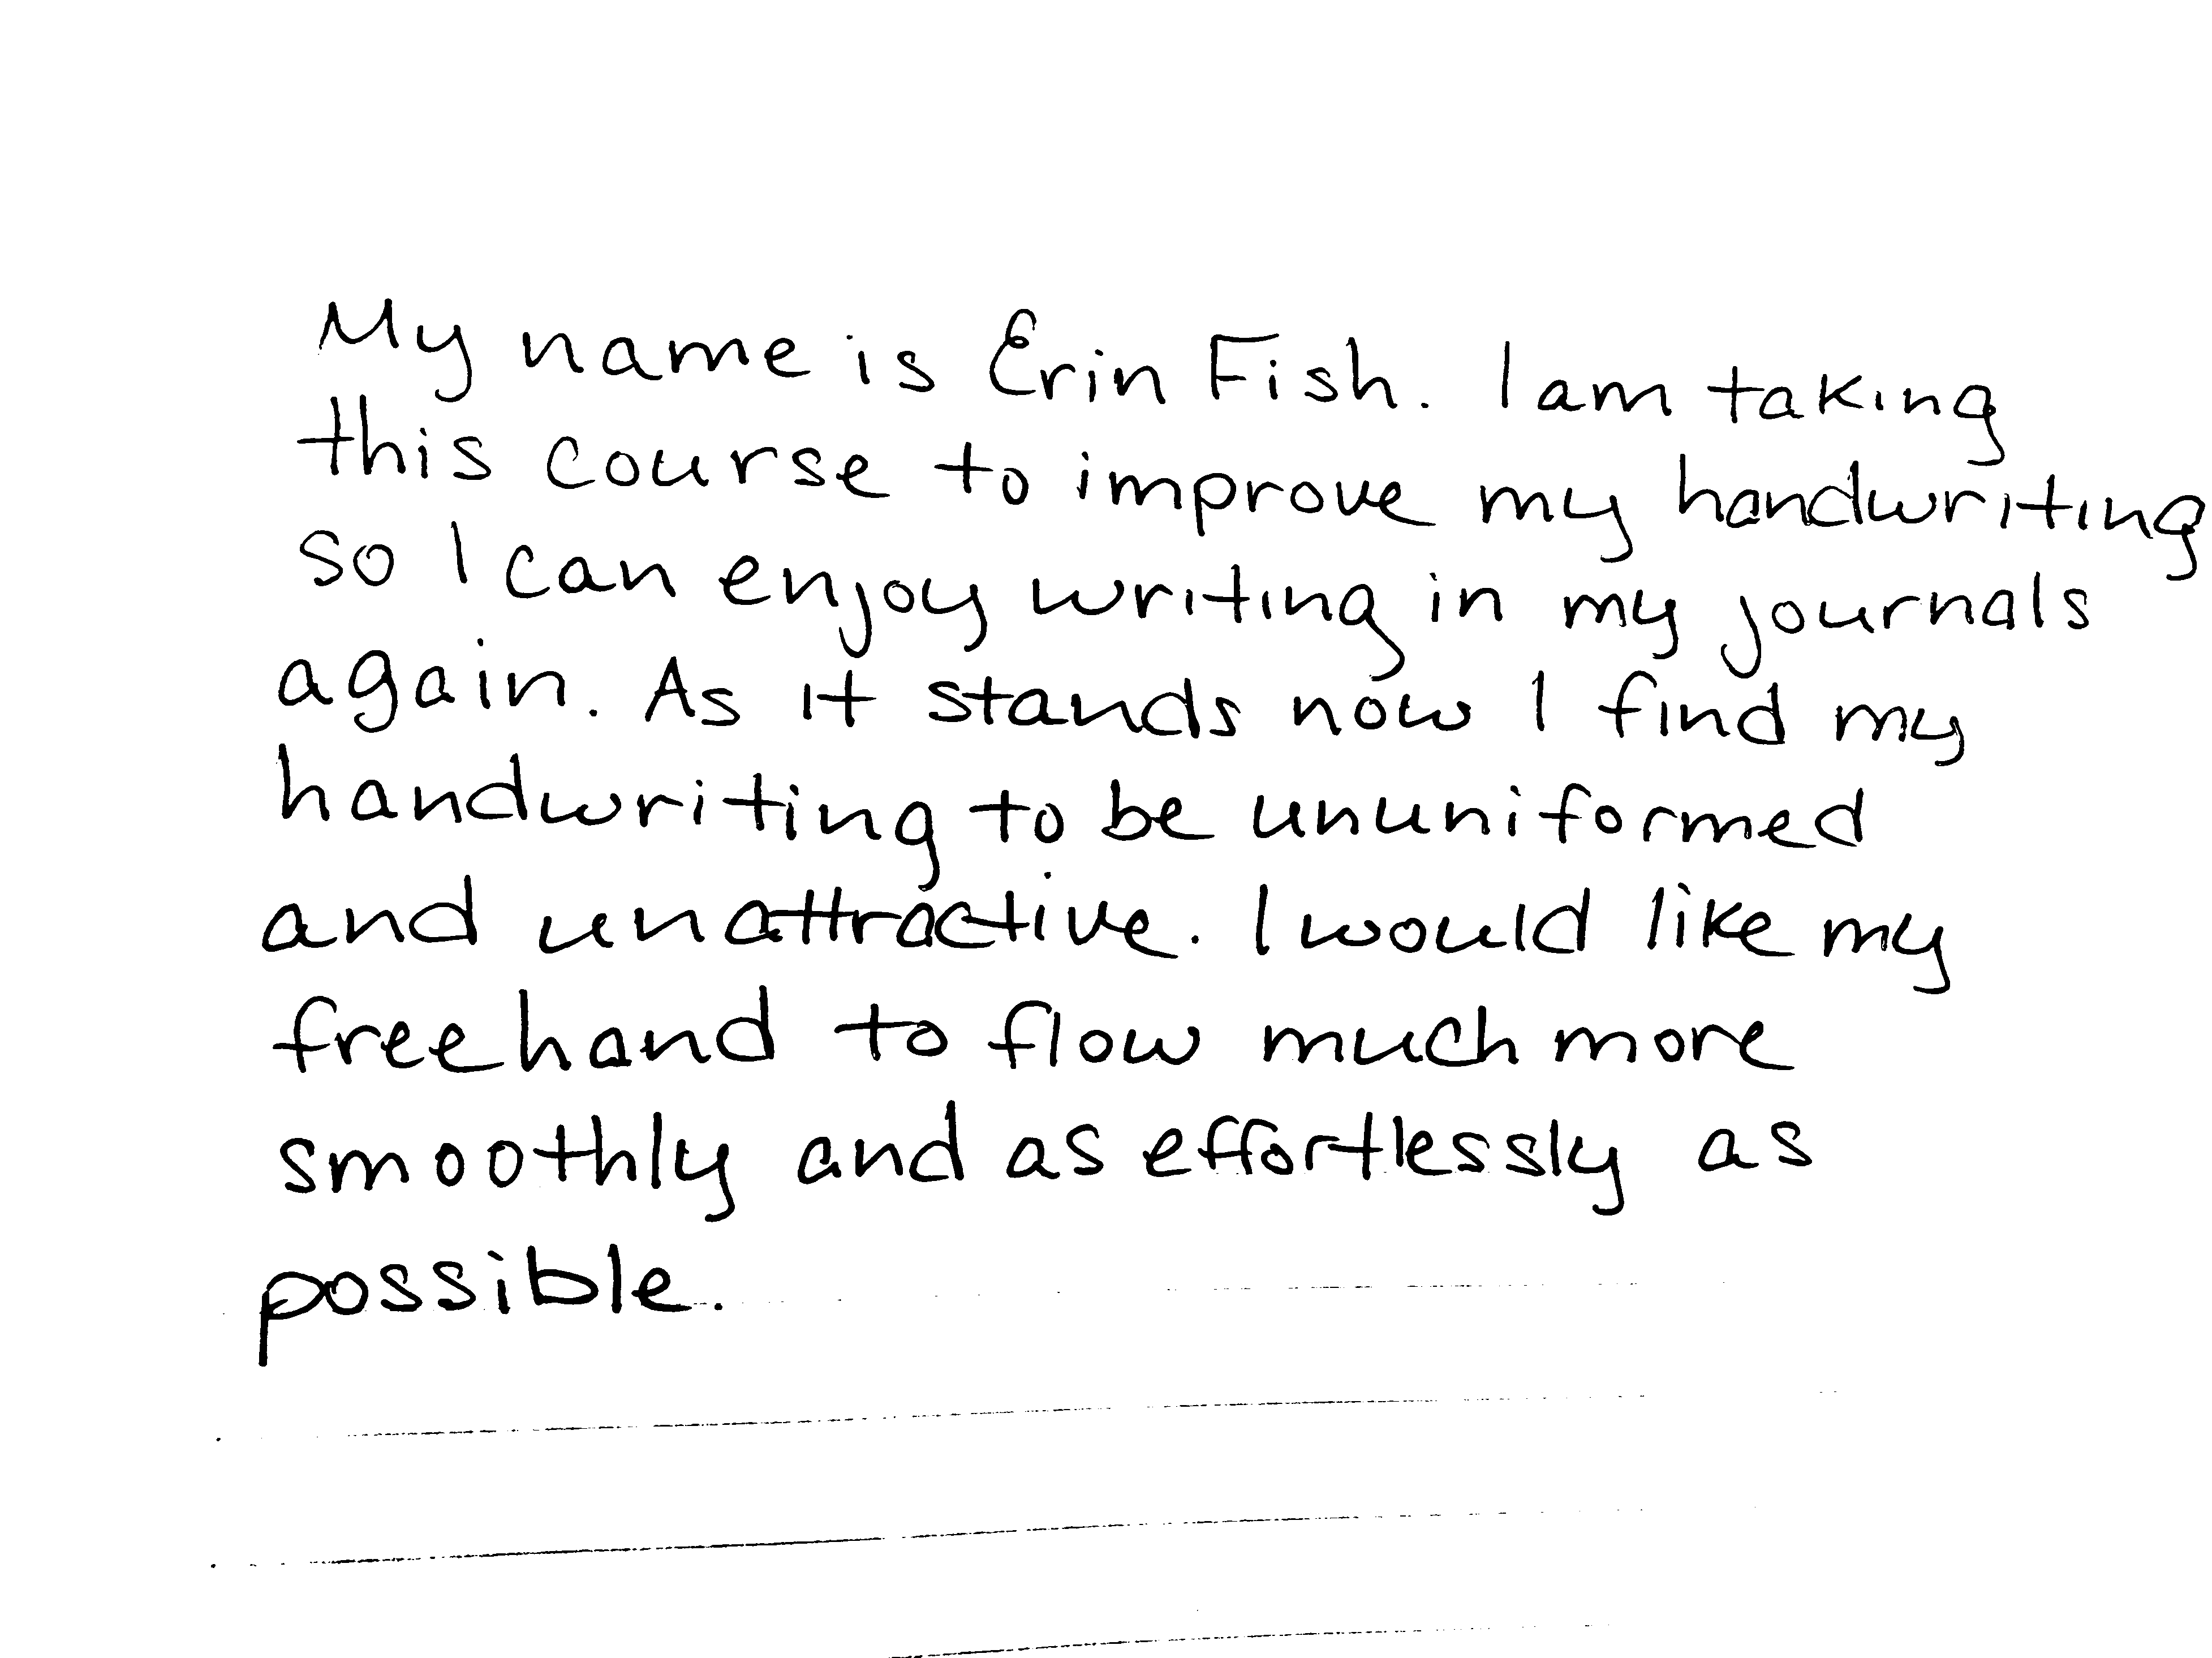 My name is Erin Fish. I am taking
this course to improve my handwriting
so I can enjoy writing in my journals
again. As it stands now I find my
handwriting to be ununiformed
and unattractive. I would like my
freehand to flow much more
smoothly and as effortlessly as
possible.